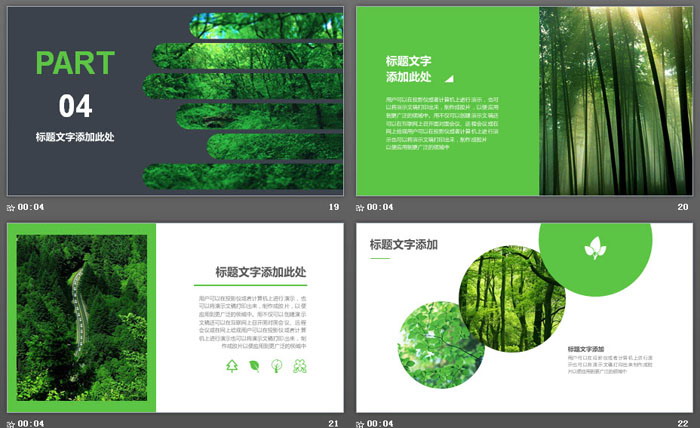 PART
04
标题文字添加此处
00:04
19
标题文字
添加此处
用户可以在投影仪或者计算机上进行演示，也可
以将演示文稿打印出来，制作成胶片，以便应用
到更广泛的领域中。用不仅可以创建演示文稿还
可以在互联网上召开面对面会议、远程会议或在
网上给观用户可以在投影仪或者计算机上进行演
示也可以将演示文稿打印出来，制作成胶片
以便应用到更广泛的领域中
00:04
20
标题文字添加此处
用户可以在投影仪或者计算机上进行演示，也
可以将演示文稿打印出来，制作成胶片，以便
应用到更广泛的领域中。用不仅可以创建演示
文稿还可以在互联网上召开面对面会议、远程
会议或在网上给观用户可以在投影仪或者计算
机上进行演示也可以将演示文稿打印出来，制
作成胶片以便应用到更广泛的领域中
00:04
21
标题文字添加
标题文字添加
用户可以在投影仪或者计算机上进行演
示也可以将演示文稿打印出来制作成胶
片以便应用到更广泛的领域中
00:04
22